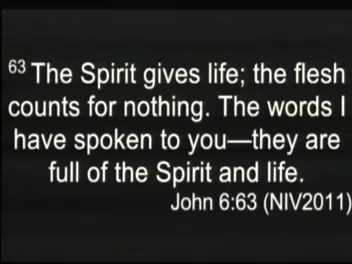 63 The Spirit gives life; the flesh
counts for nothing. The words I
have spoken to you—they are
full of the Spirit and life.
John 6:63 (NIV2011)